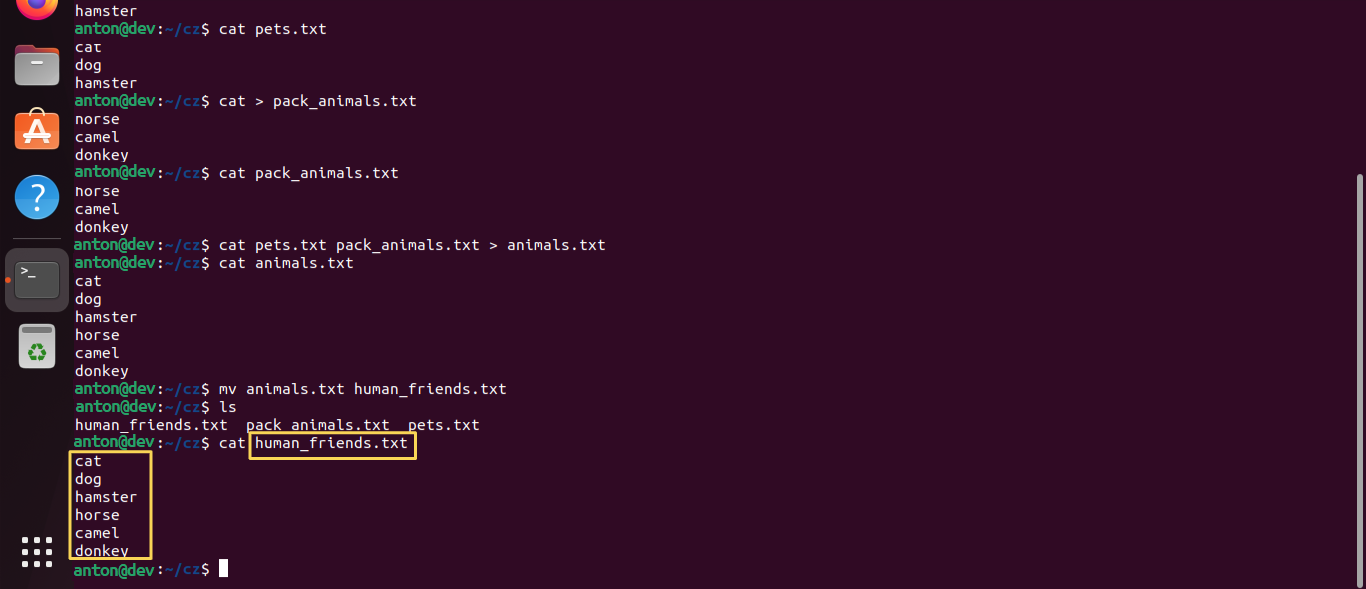 hamster
anton@dev:~/cz$ cat pets.txt
cat
dog
hamster
anton@dev:~/cz$ cat > pack_animals.txt
horse
camel
donkey
anton@dev:~/cz$ cat pack_animals.txt
horse
camel
donkey
anton@dev:~/cz$ cat pets.txt pack_animals.txt > animals.txt
anton@dev:~/cz$ cat animals.txt
cat
dog
hamster
horse
camel
donkey
anton@dev:~/cz$ mv animals.txt human_friends.txt
anton@dev:~/cz$ ls
human_friends.txt  pack_animals.txt  pets.txt
anton@dev:~/cz$ cat human_friends.txt
cat
dog
hamster
horse
camel
donkey
anton@dev:~/cz$